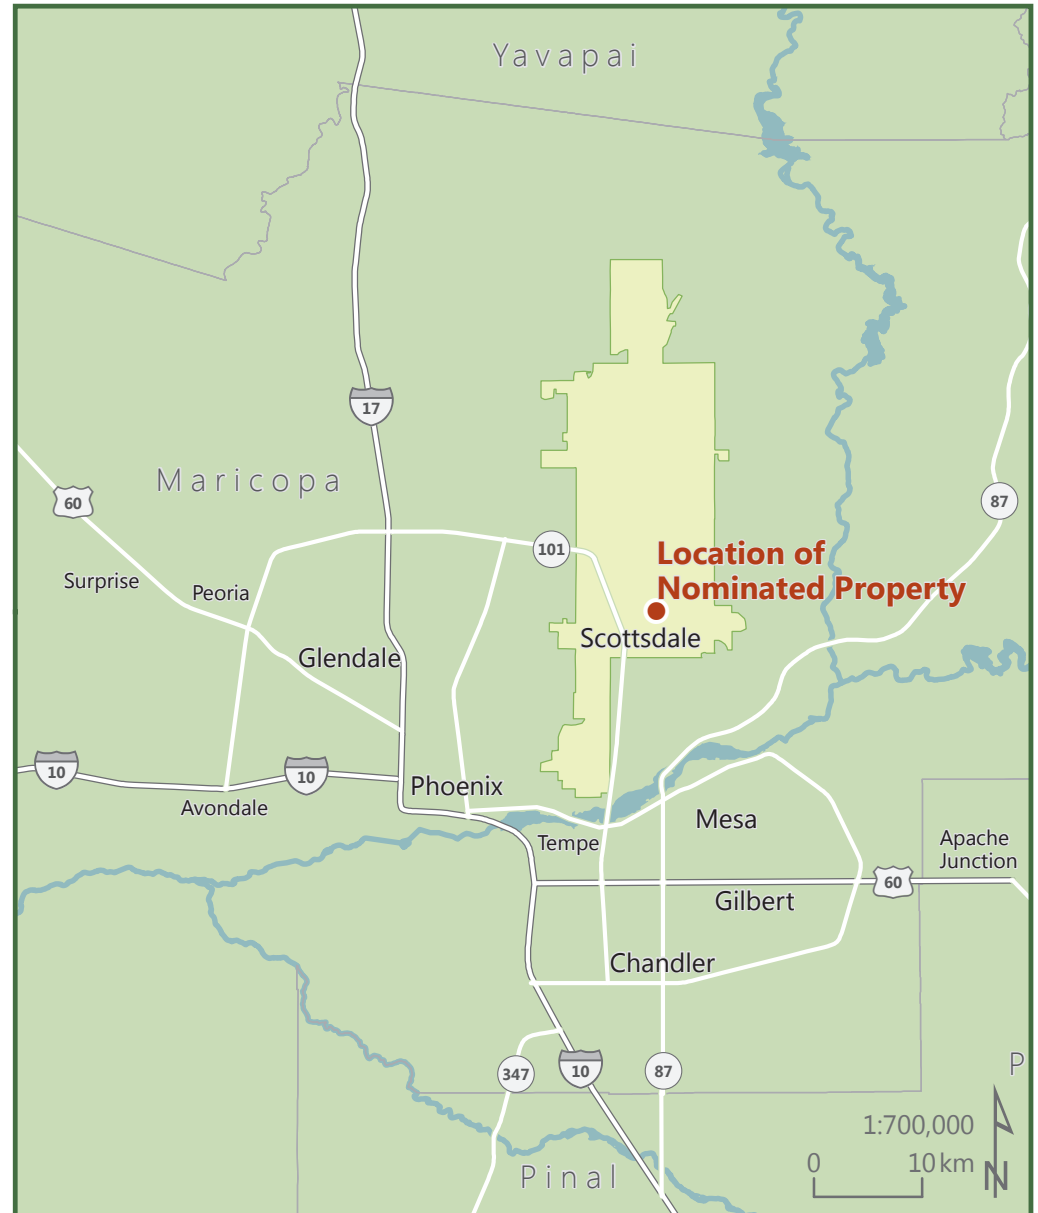 Yavapai
17
Maricopa
60
87
101
Location of
Nominated Property
Surprise
Peoria
Scottsdale
Glendale
10
10
Phoenix
Avondale
Mesa
Tempe
Apache
Junction
60
Gilbert
Chandler
347
10
87
P
1:700,000
0
10 km
N
Pinal